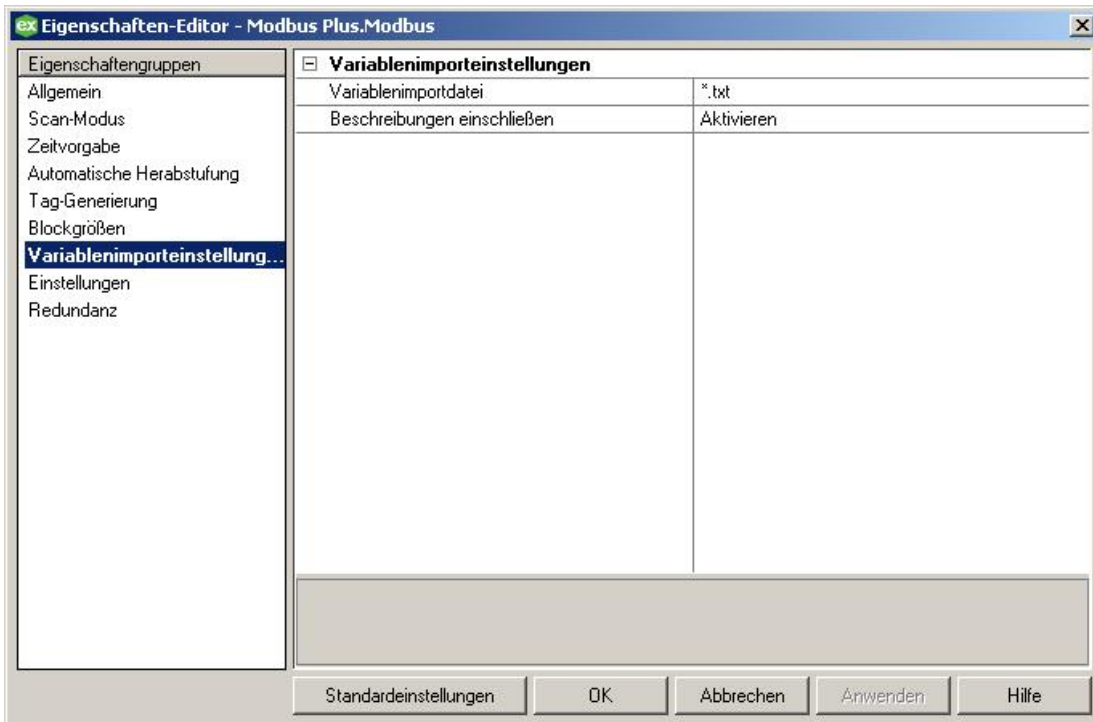 ex Eigenschaften-Editor - Modbus Plus.Modbus
Eigenschaftengruppen
Allgemein
Scan-Modus
Zeitvorgabe
Automatische Herabstufung
Tag-Generierung
Blockgrößen
Variablenimporteinstellung...
Einstellungen
Redundanz
Variablenimporteinstellungen
Variablenimportdatei *.txt
Beschreibungen einschließen Aktivieren
Standardeinstellungen OK Abbrechen Anwenden Hilfe